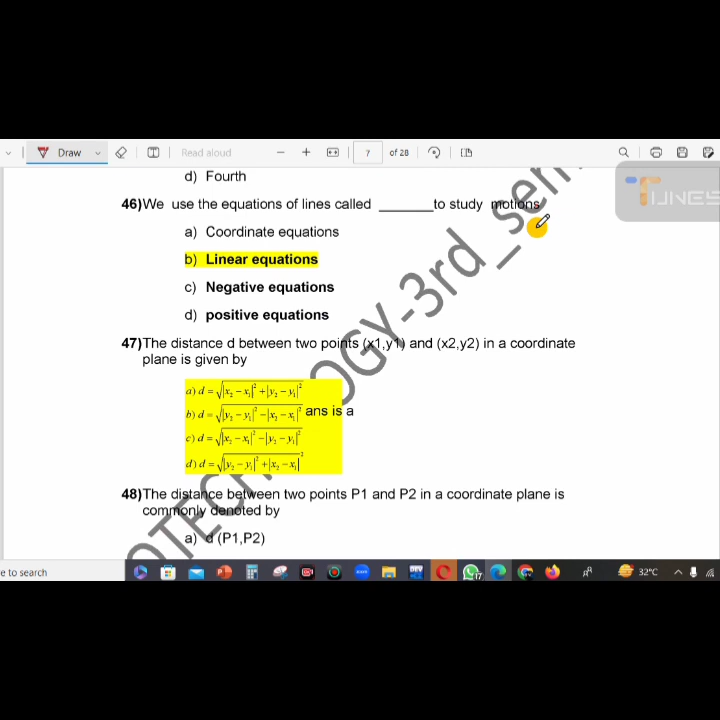 Draw
Read aloud
7 of 28
d) Fourth
46)We use the equations of lines called _______to study motions
a) Coordinate equations
b) Linear equations
c) Negative equations
d) positive equations
47)The distance d between two points (x1,y1) and (x2,y2) in a coordinate
plane is given by
a) d = √|x₂ − x₁|² + |y₂ − y₁|²
b) d = √|y₂ − y₁|² − |x₂ − x₁|² ans is a
c) d = √|x₂ − x₁|² − |y₂ − y₁|²
d) d = √|y₂ − y₁|² + |x₂ − x₁|²
48)The distance between two points P1 and P2 in a coordinate plane is
commonly denoted by
a) d (P1,P2)
OTECH
OGY-3rd_sem
TUNES
e to search
17
32°C